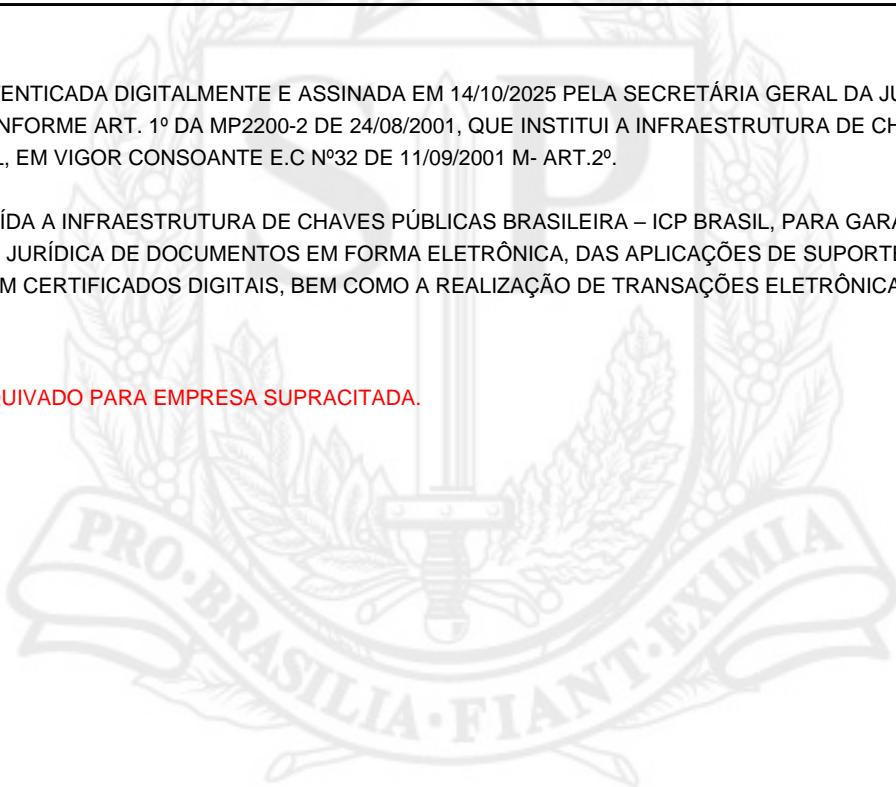 ENTICADA DIGITALMENTE E ASSINADA EM 14/10/2025 PELA SECRETÁRIA GERAL DA JU
NFORME ART. 1º DA MP2200-2 DE 24/08/2001, QUE INSTITUI A INFRAESTRUTURA DE CH
L, EM VIGOR CONSOANTE E.C Nº32 DE 11/09/2001 M- ART.2º.
ÍDA A INFRAESTRUTURA DE CHAVES PÚBLICAS BRASILEIRA – ICP BRASIL, PARA GARA
JURÍDICA DE DOCUMENTOS EM FORMA ELETRÔNICA, DAS APLICAÇÕES DE SUPORTE
M CERTIFICADOS DIGITAIS, BEM COMO A REALIZAÇÃO DE TRANSAÇÕES ELETRÔNICA
UIVADO PARA EMPRESA SUPRACITADA.
SP
PRO·BRASILIA·FIANT·EXIMIA